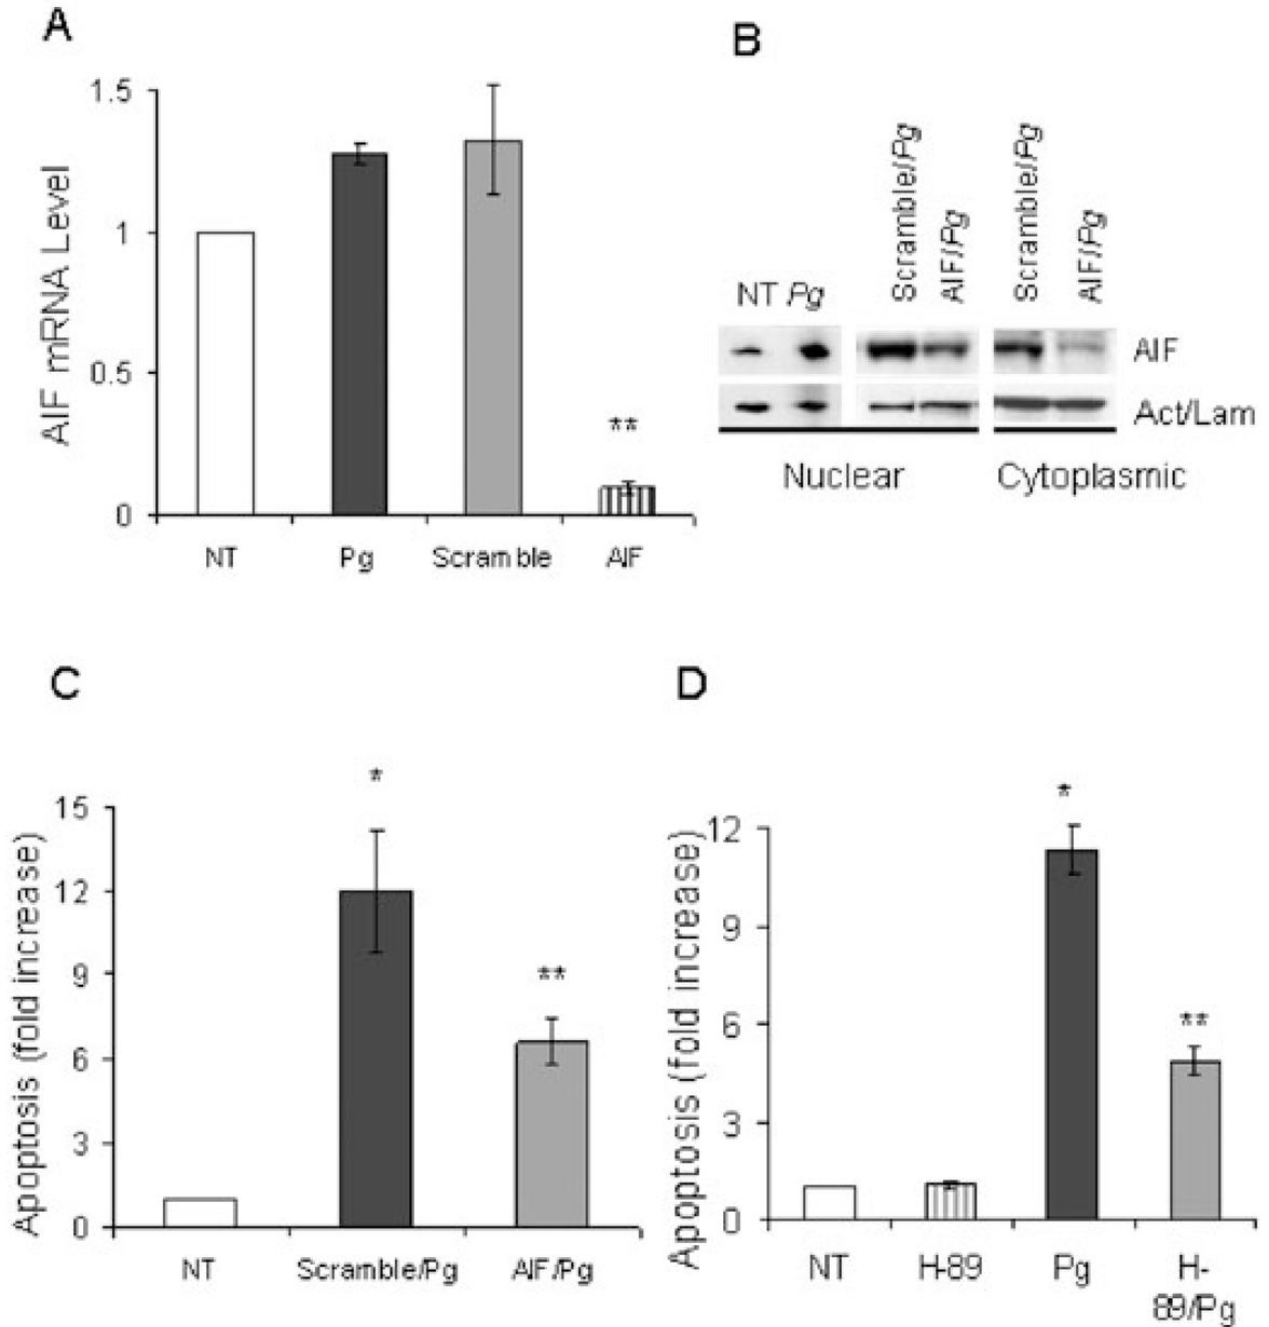 A
AIF mRNA Level
1.5
1
0.5
0
**
NT
Pg
Scramble
AIF
B
NT Pg
Scramble/Pg
AIF/Pg
Scramble/Pg
AIF/Pg
AIF
Act/Lam
Nuclear
Cytoplasmic
C
Apoptosis (fold increase)
15
12
9
6
3
0
*
**
NT
Scramble/Pg
AIF/Pg
D
Apoptosis (fold increase)
12
9
6
3
0
*
**
NT
H-89
Pg
H-
89/Pg